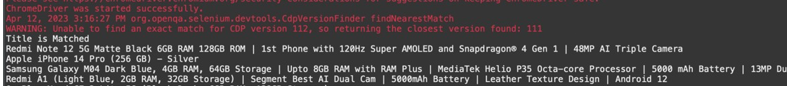 ChromeDriver was started successfully.
Apr 12, 2023 3:16:27 PM org.openqa.selenium.devtools.CdpVersionFinder findNearestMatch
WARNING: Unable to find an exact match for CDP version 112, so returning the closest version found: 111
Title is Matched
Redmi Note 12 5G Matte Black 6GB RAM 128GB ROM | 1st Phone with 120Hz Super AMOLED and Snapdragon® 4 Gen 1 | 48MP AI Triple Camera
Apple iPhone 14 Pro (256 GB) - Silver
Samsung Galaxy M04 Dark Blue, 4GB RAM, 64GB Storage | Upto 8GB RAM with RAM Plus | MediaTek Helio P35 Octa-core Processor | 5000 mAh Battery | 13MP Du
Redmi A1 (Light Blue, 2GB RAM, 32GB Storage) | Segment Best AI Dual Cam | 5000mAh Battery | Leather Texture Design | Android 12